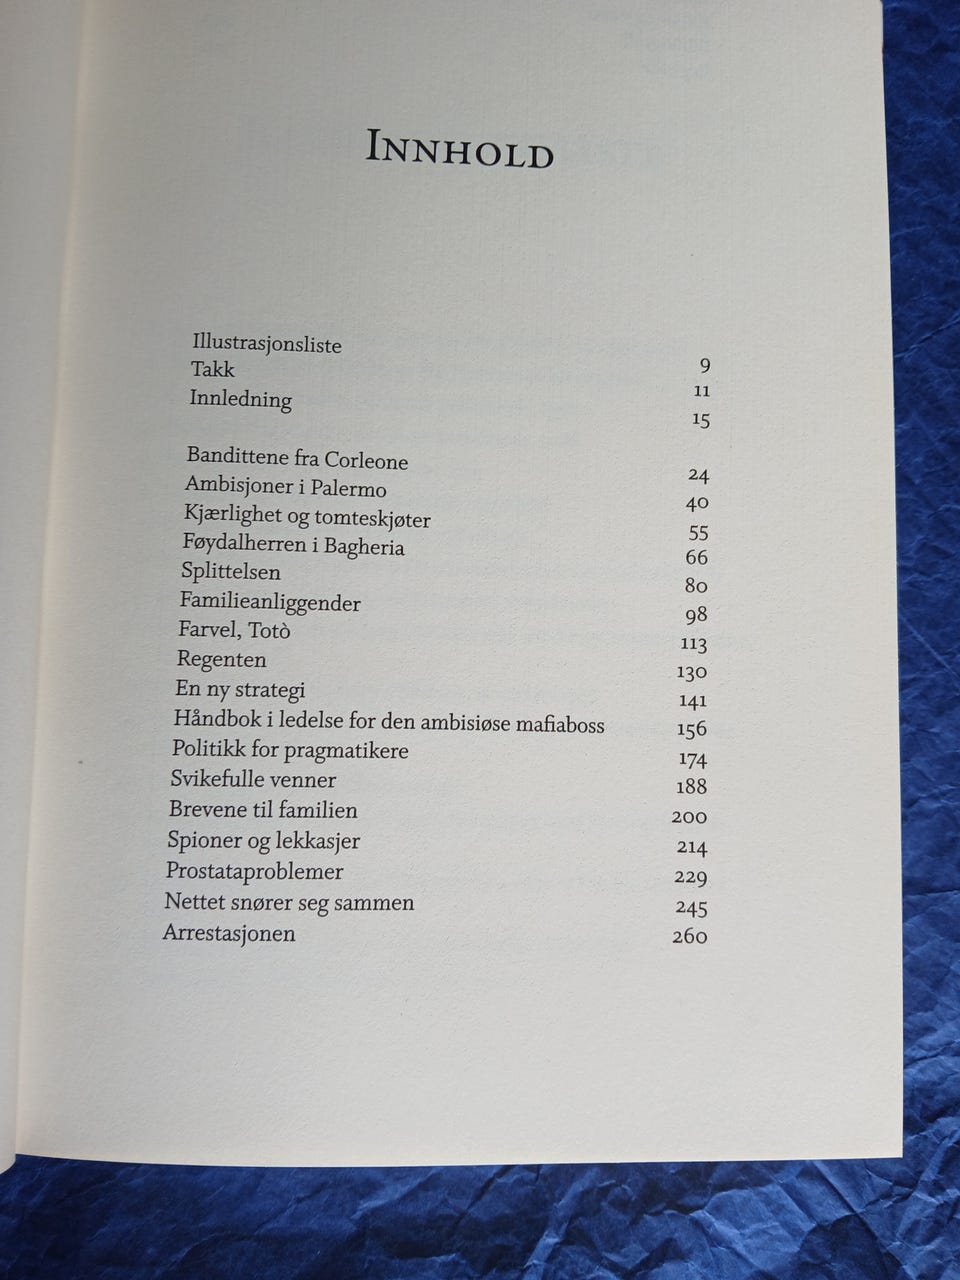 INNHOLD
Illustrasjonsliste 9
Takk 11
Innledning 15
Bandittene fra Corleone 24
Ambisjoner i Palermo 40
Kjærlighet og tomteskjøter 55
Føydalherren i Bagheria 66
Splittelsen 80
Familieanliggender 98
Farvel, Totò 113
Regenten 130
En ny strategi 141
Håndbok i ledelse for den ambisiøse mafiaboss 156
Politikk for pragmatikere 174
Svikefulle venner 188
Brevene til familien 200
Spioner og lekkasjer 214
Prostataproblemer 229
Nettet snører seg sammen 245
Arrestasjonen 260